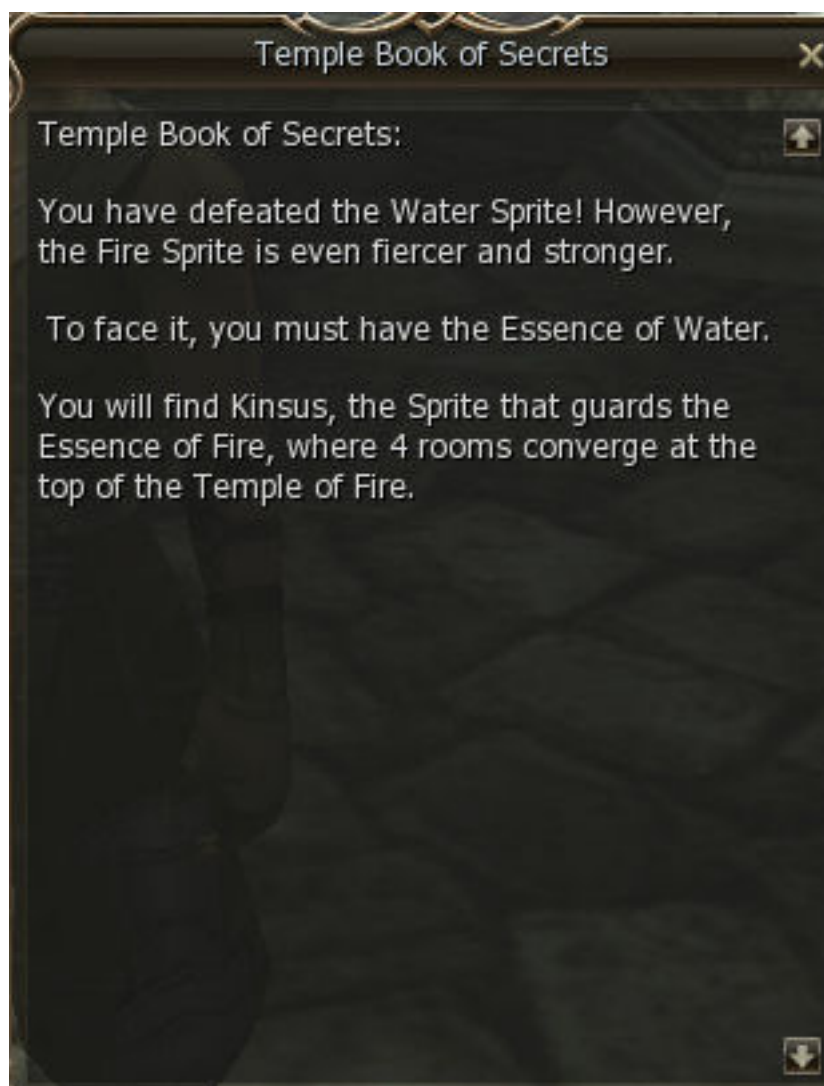 Temple Book of Secrets
Temple Book of Secrets:
You have defeated the Water Sprite! However,
the Fire Sprite is even fiercer and stronger.
To face it, you must have the Essence of Water.
You will find Kinsus, the Sprite that guards the
Essence of Fire, where 4 rooms converge at the
top of the Temple of Fire.